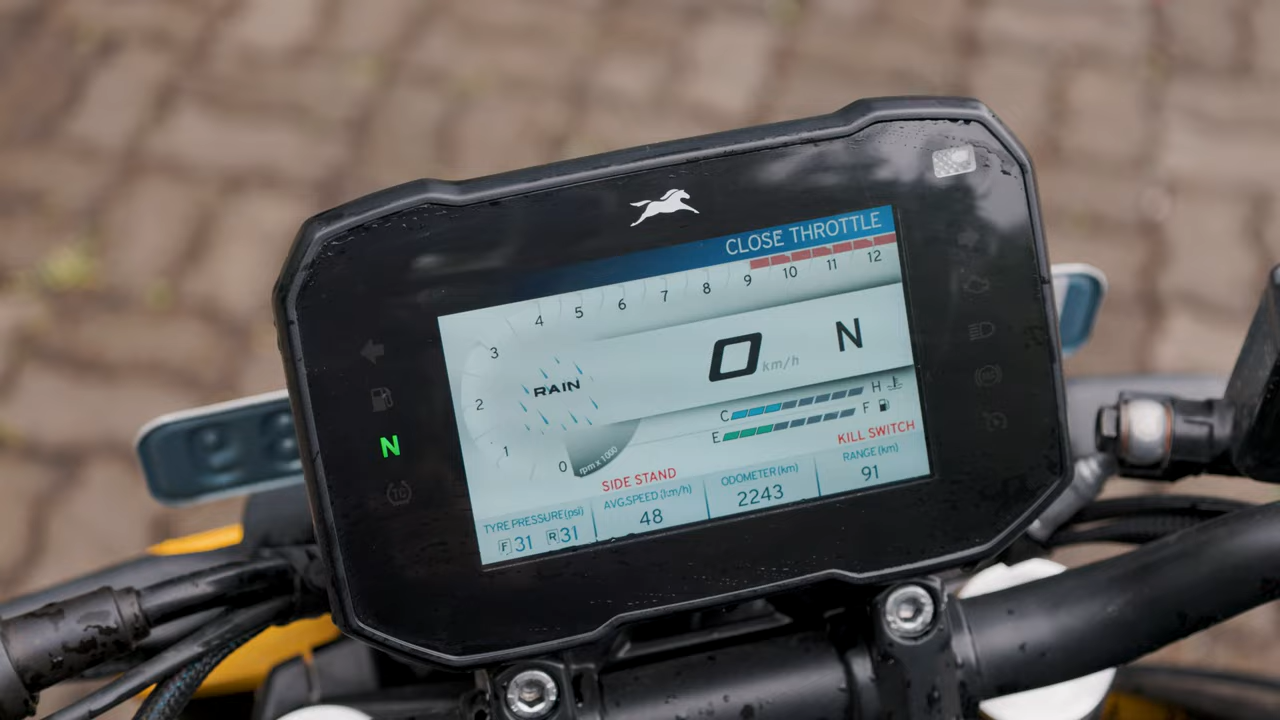 CLOSE THROTTLE
0 1 2 3 4 5 6 7 8 9 10 11 12
rpm x 1000
RAIN
0 km/h
N
C H
E F
N
TC
SIDE STAND
KILL SWITCH
TYRE PRESSURE(psi)
F 31 R 31
AVG.SPEED (km/h)
48
ODOMETER (km)
2243
RANGE (km)
91